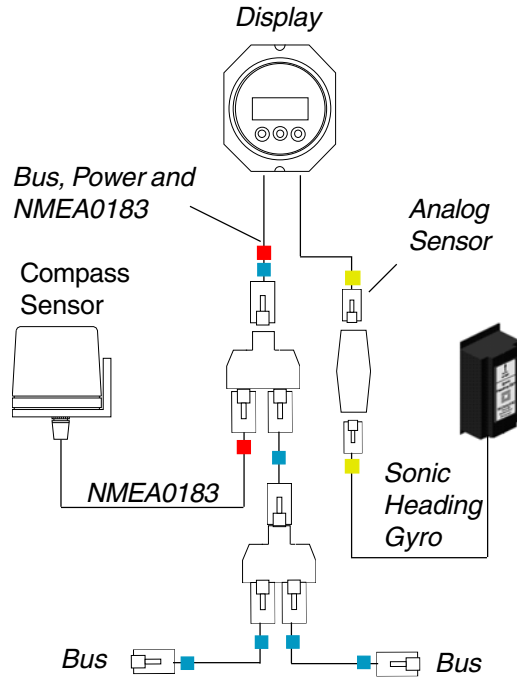 Display
Bus, Power and
NMEA0183
Analog
Sensor
Compass
Sensor
NMEA0183
Sonic
Heading
Gyro
Bus
Bus